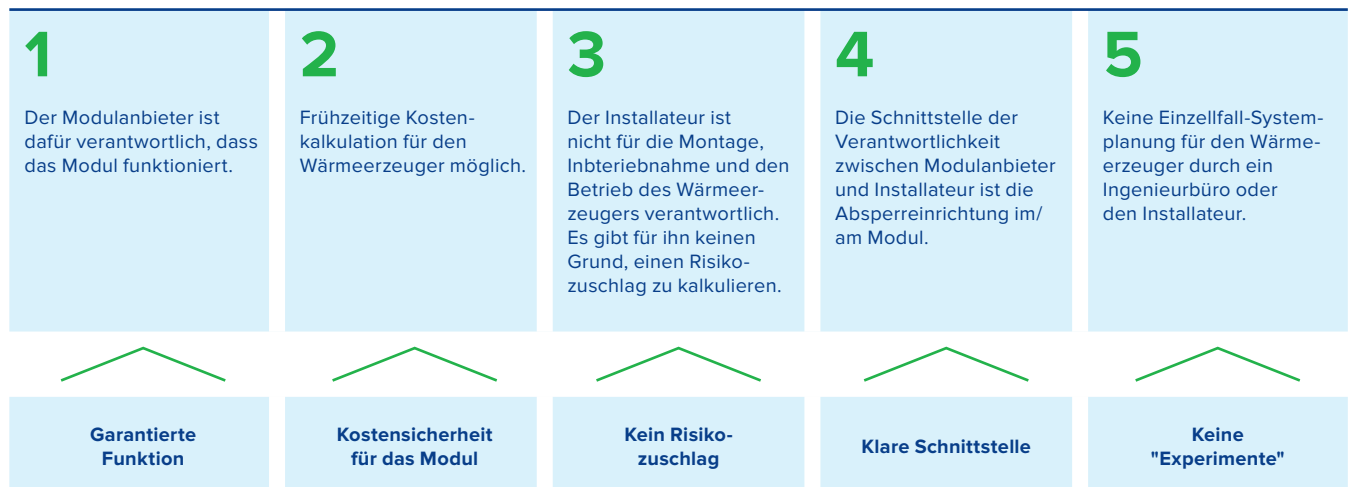 1
Der Modulanbieter ist
dafür verantwortlich, dass
das Modul funktioniert.
2
Frühzeitige Kosten-
kalkulation für den
Wärmeerzeuger möglich.
3
Der Installateur ist
nicht für die Montage,
Inbteriebnahme und den
Betrieb des Wärmeer-
zeugers verantwortlich.
Es gibt für ihn keinen
Grund, einen Risiko-
zuschlag zu kalkulieren.
4
Die Schnittstelle der
Verantwortlichkeit
zwischen Modulanbieter
und Installateur ist die
Absperreinrichtung im/
am Modul.
5
Keine Einzellfall-System-
planung für den Wärme-
erzeuger durch ein
Ingenieurbüro oder
den Installateur.
Garantierte
Funktion
Kostensicherheit
für das Modul
Kein Risiko-
zuschlag
Klare Schnittstelle
Keine
"Experimente"